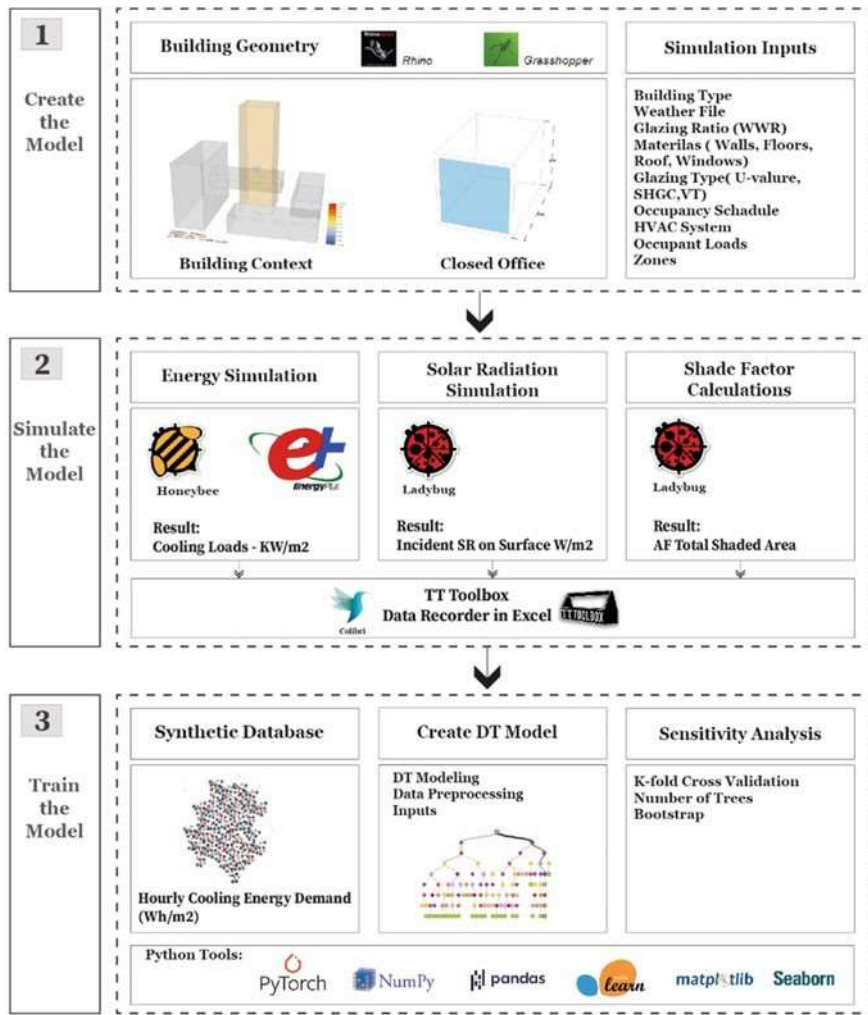 1
Create
the
Model
Building Geometry
Rhino
Grasshopper
Simulation Inputs
Building Context
Closed Office
Building Type
Weather File
Glazing Ratio (WWR)
Materilas ( Walls, Floors,
Roof, Windows)
Glazing Type( U-valure,
SHGC,VT)
Occupancy Schadule
HVAC System
Occupant Loads
Zones
2
Simulate
the
Model
Energy Simulation
Solar Radiation
Simulation
Shade Factor
Calculations
Honeybee
Ladybug
Ladybug
Result:
Cooling Loads - KW/m2
Result:
Incident SR on Surface W/m2
Result:
AF Total Shaded Area
Colibri
TT Toolbox
Data Recorder in Excel
TT TOOLBOX
3
Train
the
Model
Synthetic Database
Create DT Model
Sensitivity Analysis
Hourly Cooling Energy Demand
(Wh/m2)
DT Modeling
Data Preprocessing
Inputs
K-fold Cross Validation
Number of Trees
Bootstrap
Python Tools:
PyTorch
NumPy
pandas
learn
matplotlib
Seaborn